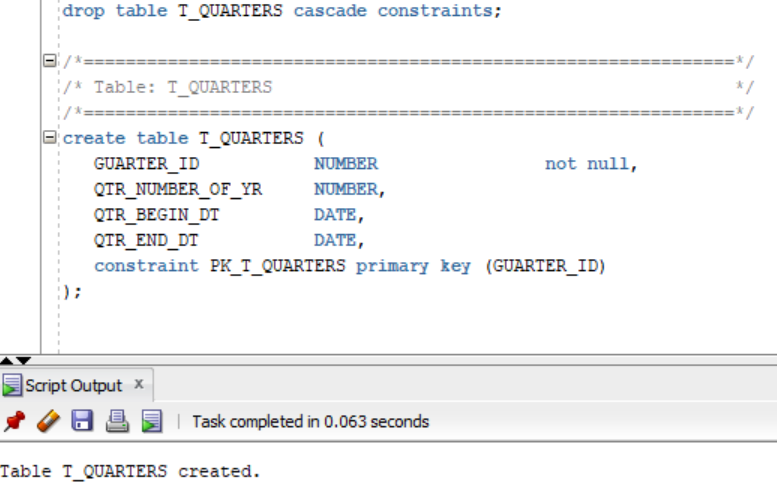 drop table T_QUARTERS cascade constraints;
/*==============================================================*/
/* Table: T_QUARTERS */
/*==============================================================*/
create table T_QUARTERS (
GUARTER_ID NUMBER not null,
QTR_NUMBER_OF_YR NUMBER,
QTR_BEGIN_DT DATE,
QTR_END_DT DATE,
constraint PK_T_QUARTERS primary key (GUARTER_ID)
);
Script Output x
Task completed in 0.063 seconds
Table T_QUARTERS created.